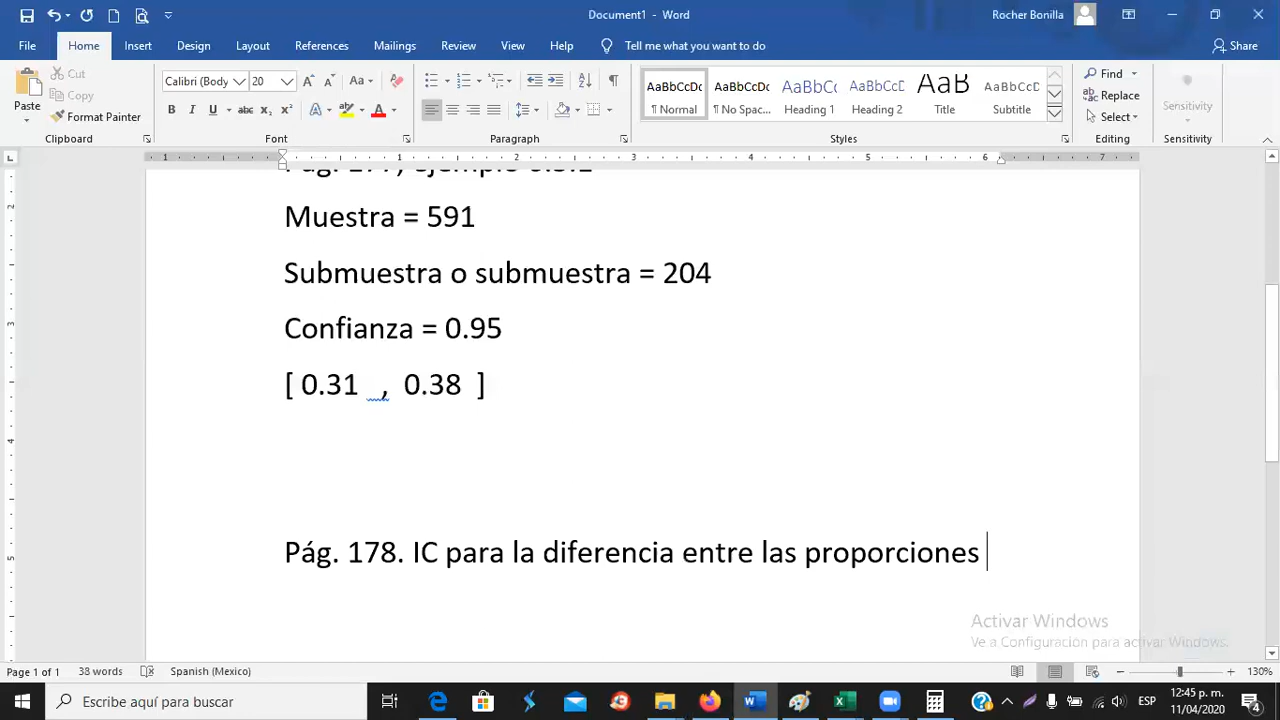 Document1 - Word
Rocher Bonilla
File Home Insert Design Layout References Mailings Review View Help Tell me what you want to do Share
Paste
Cut
Copy
Format Painter
Clipboard
Calibri (Body 20
Font
Paragraph
AaBbCcDc AaBbCcDc AaBbC( AaBbCcD AaB AaBbCcD
¶ Normal ¶ No Spac... Heading 1 Heading 2 Title Subtitle
Styles
Find
Replace
Select
Editing
Sensitivity
Sensitivity
Muestra = 591
Submuestra o submuestra = 204
Confianza = 0.95
[ 0.31 , 0.38 ]
Pág. 178. IC para la diferencia entre las proporciones
Activar Windows
Ve a Configuración para activar Windows.
Page 1 of 1 38 words Spanish (Mexico) 130%
Escribe aquí para buscar
ESP
12:45 p. m.
11/04/2020